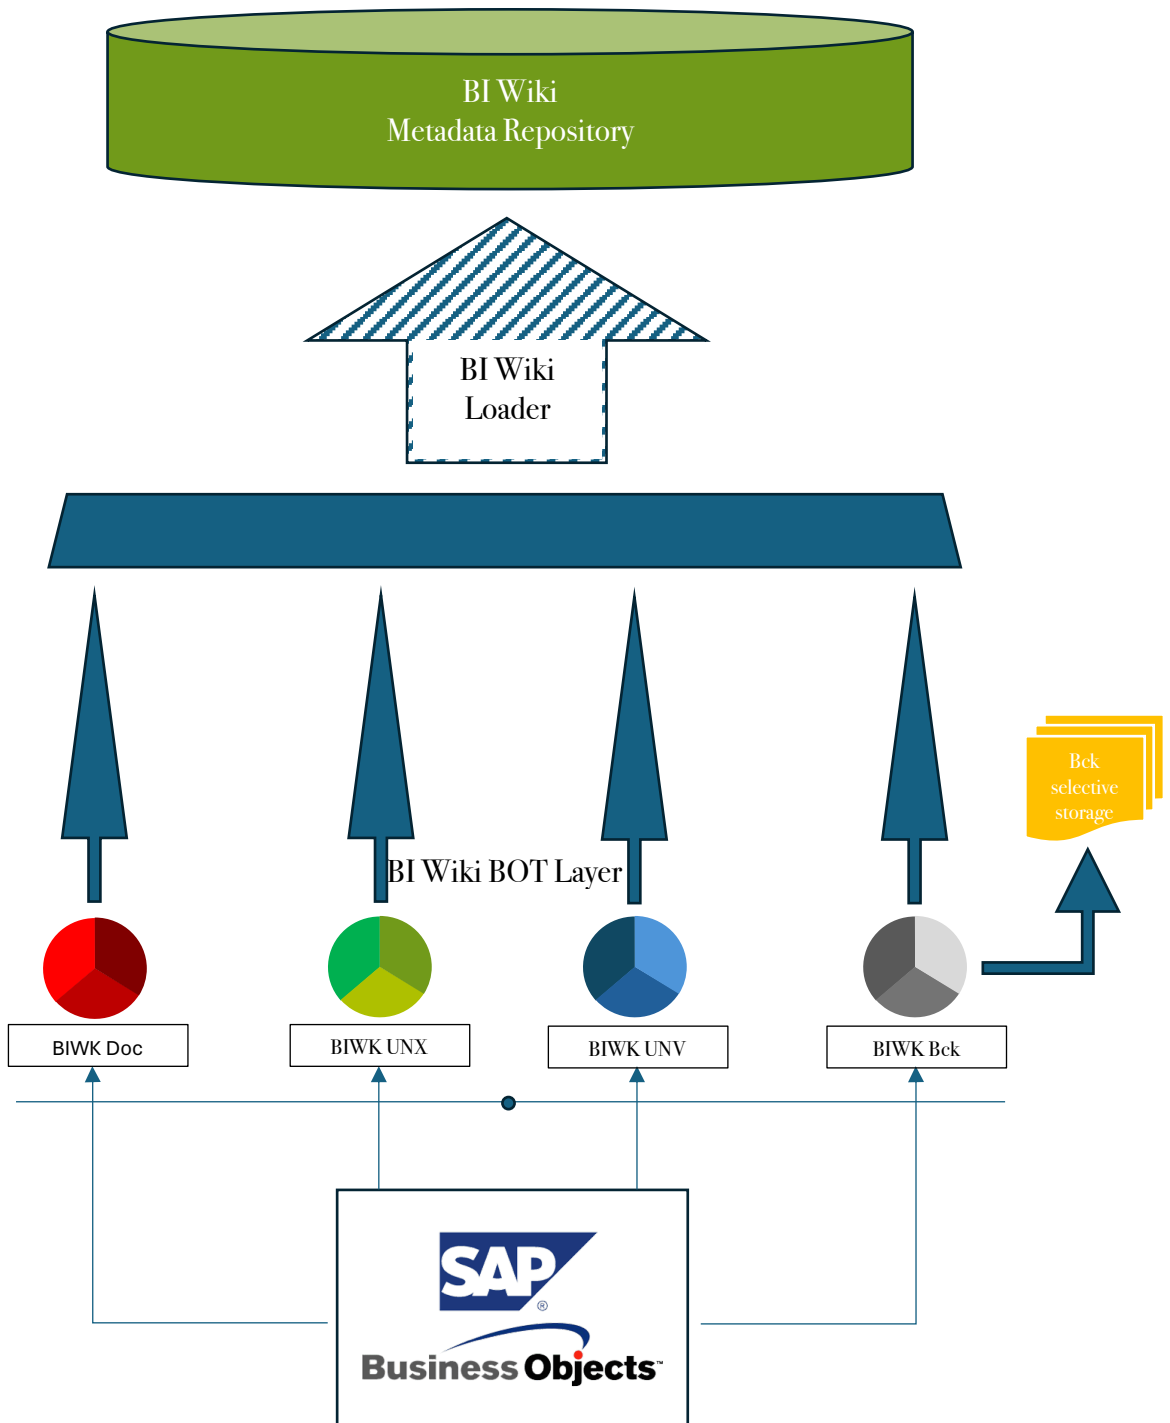 BI Wiki
Metadata Repository
BI Wiki
Loader
Bck
selective
storage
BI Wiki BOT Layer
BIWK Doc
BIWK UNX
BIWK UNV
BIWK Bck
SAP
®
Business Objects™